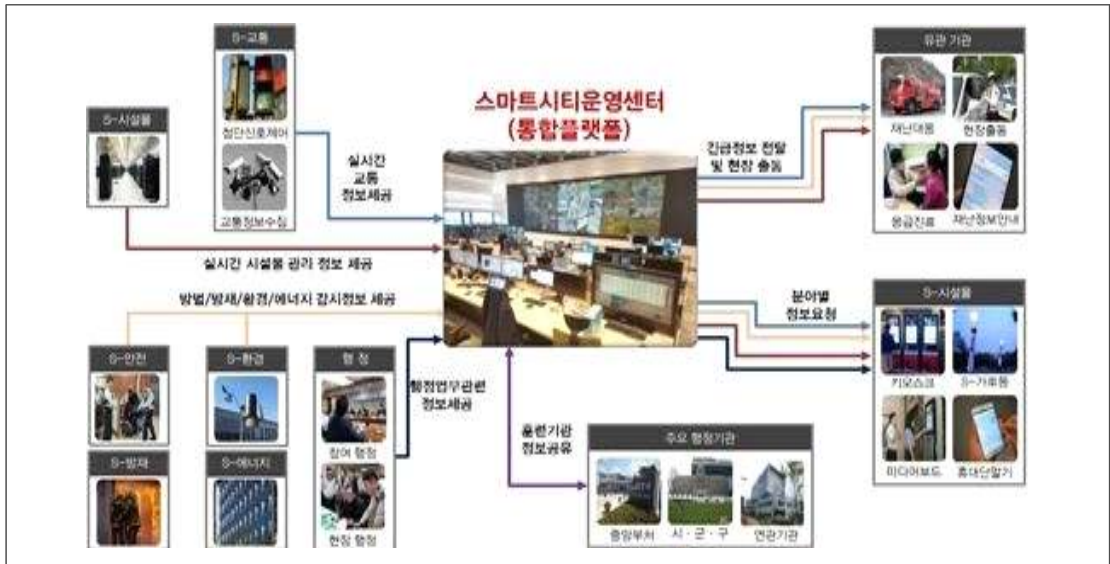 S-교통
첨단신호제어
교통정보수집
S-시설물
실시간
교통
정보제공
실시간 시설물 관리 정보 제공
방범/방재/환경/에너지 감시정보 제공
스마트시티운영센터
(통합플랫폼)
긴급정보 전달
및 현장 출동
유관 기관
재난대응
현장출동
응급진료
재난정보안내
분야별
정보요청
S-시설물
키오스크
S-가로등
미디어보드
휴대단말기
S-안전
S-환경
행 정
참여 행정
S-방재
S-에너지
현장 행정
행정업무관련
정보제공
훈련기관
정보공유
주요 행정기관
중앙부처
시·군·구
연관기관